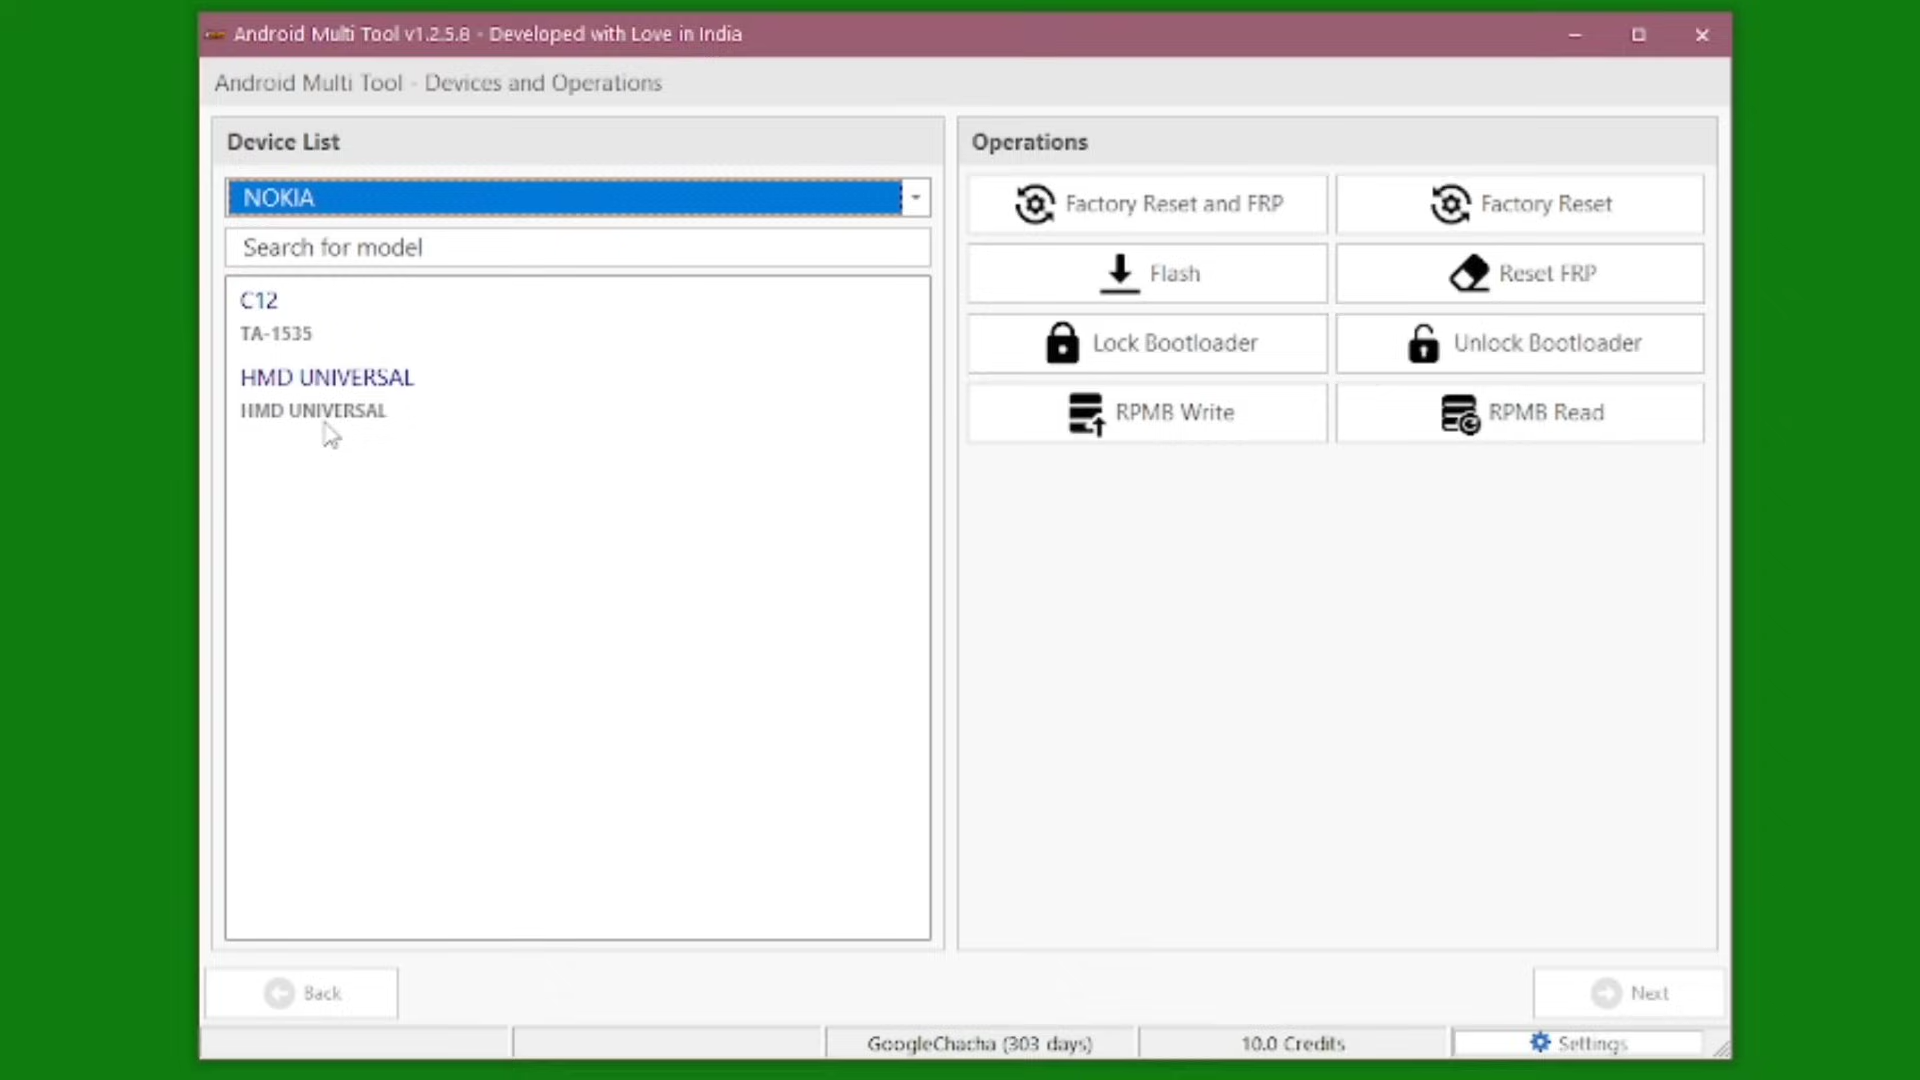 Android Multi Tool v1.2.5.8 - Developed with Love in India
Android Multi Tool - Devices and Operations
Device List
NOKIA
Search for model
C12
TA-1535
HMD UNIVERSAL
HMD UNIVERSAL
Operations
Factory Reset and FRP
Factory Reset
Flash
Reset FRP
Lock Bootloader
Unlock Bootloader
RPMB Write
RPMB Read
Back
Next
GoogleChacha (303 days)
10.0 Credits
Settings